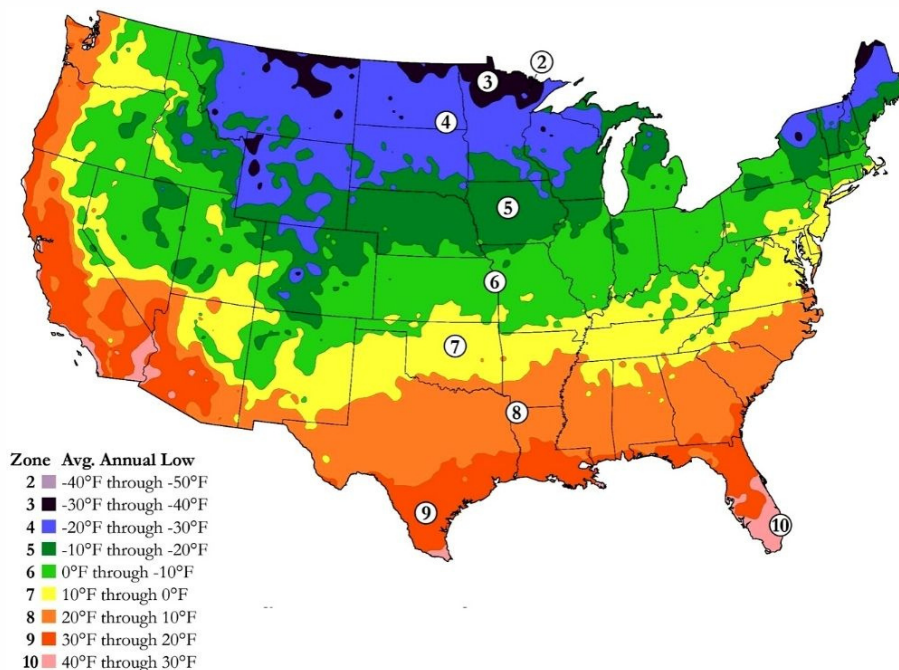 2
3
4
5
6
7
8
9
10
Zone Avg. Annual Low
2 -40°F through -50°F
3 -30°F through -40°F
4 -20°F through -30°F
5 -10°F through -20°F
6 0°F through -10°F
7 10°F through 0°F
8 20°F through 10°F
9 30°F through 20°F
10 40°F through 30°F